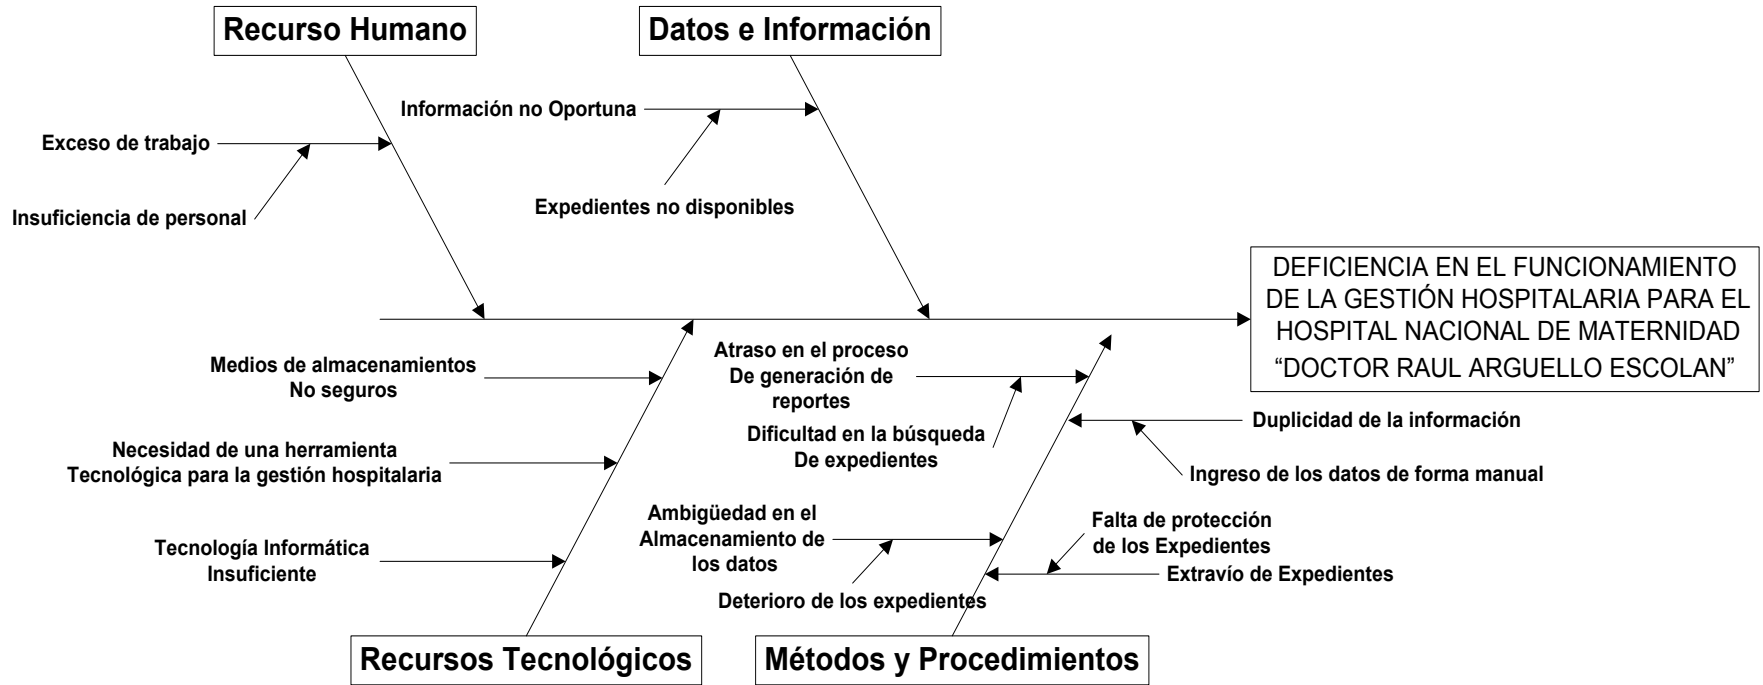 Recurso Humano
Datos e Información
Información no Oportuna
Exceso de trabajo
Expedientes no disponibles
Insuficiencia de personal
DEFICIENCIA EN EL FUNCIONAMIENTO
DE LA GESTIÓN HOSPITALARIA PARA EL
HOSPITAL NACIONAL DE MATERNIDAD
“DOCTOR RAUL ARGUELLO ESCOLAN”
Medios de almacenamientos
No seguros
Necesidad de una herramienta
Tecnológica para la gestión hospitalaria
Tecnología Informática
Insuficiente
Atraso en el proceso
De generación de
reportes
Dificultad en la búsqueda
De expedientes
Duplicidad de la información
Ingreso de los datos de forma manual
Ambigüedad en el
Almacenamiento de
los datos
Deterioro de los expedientes
Falta de protección
de los Expedientes
Extravío de Expedientes
Recursos Tecnológicos
Métodos y Procedimientos